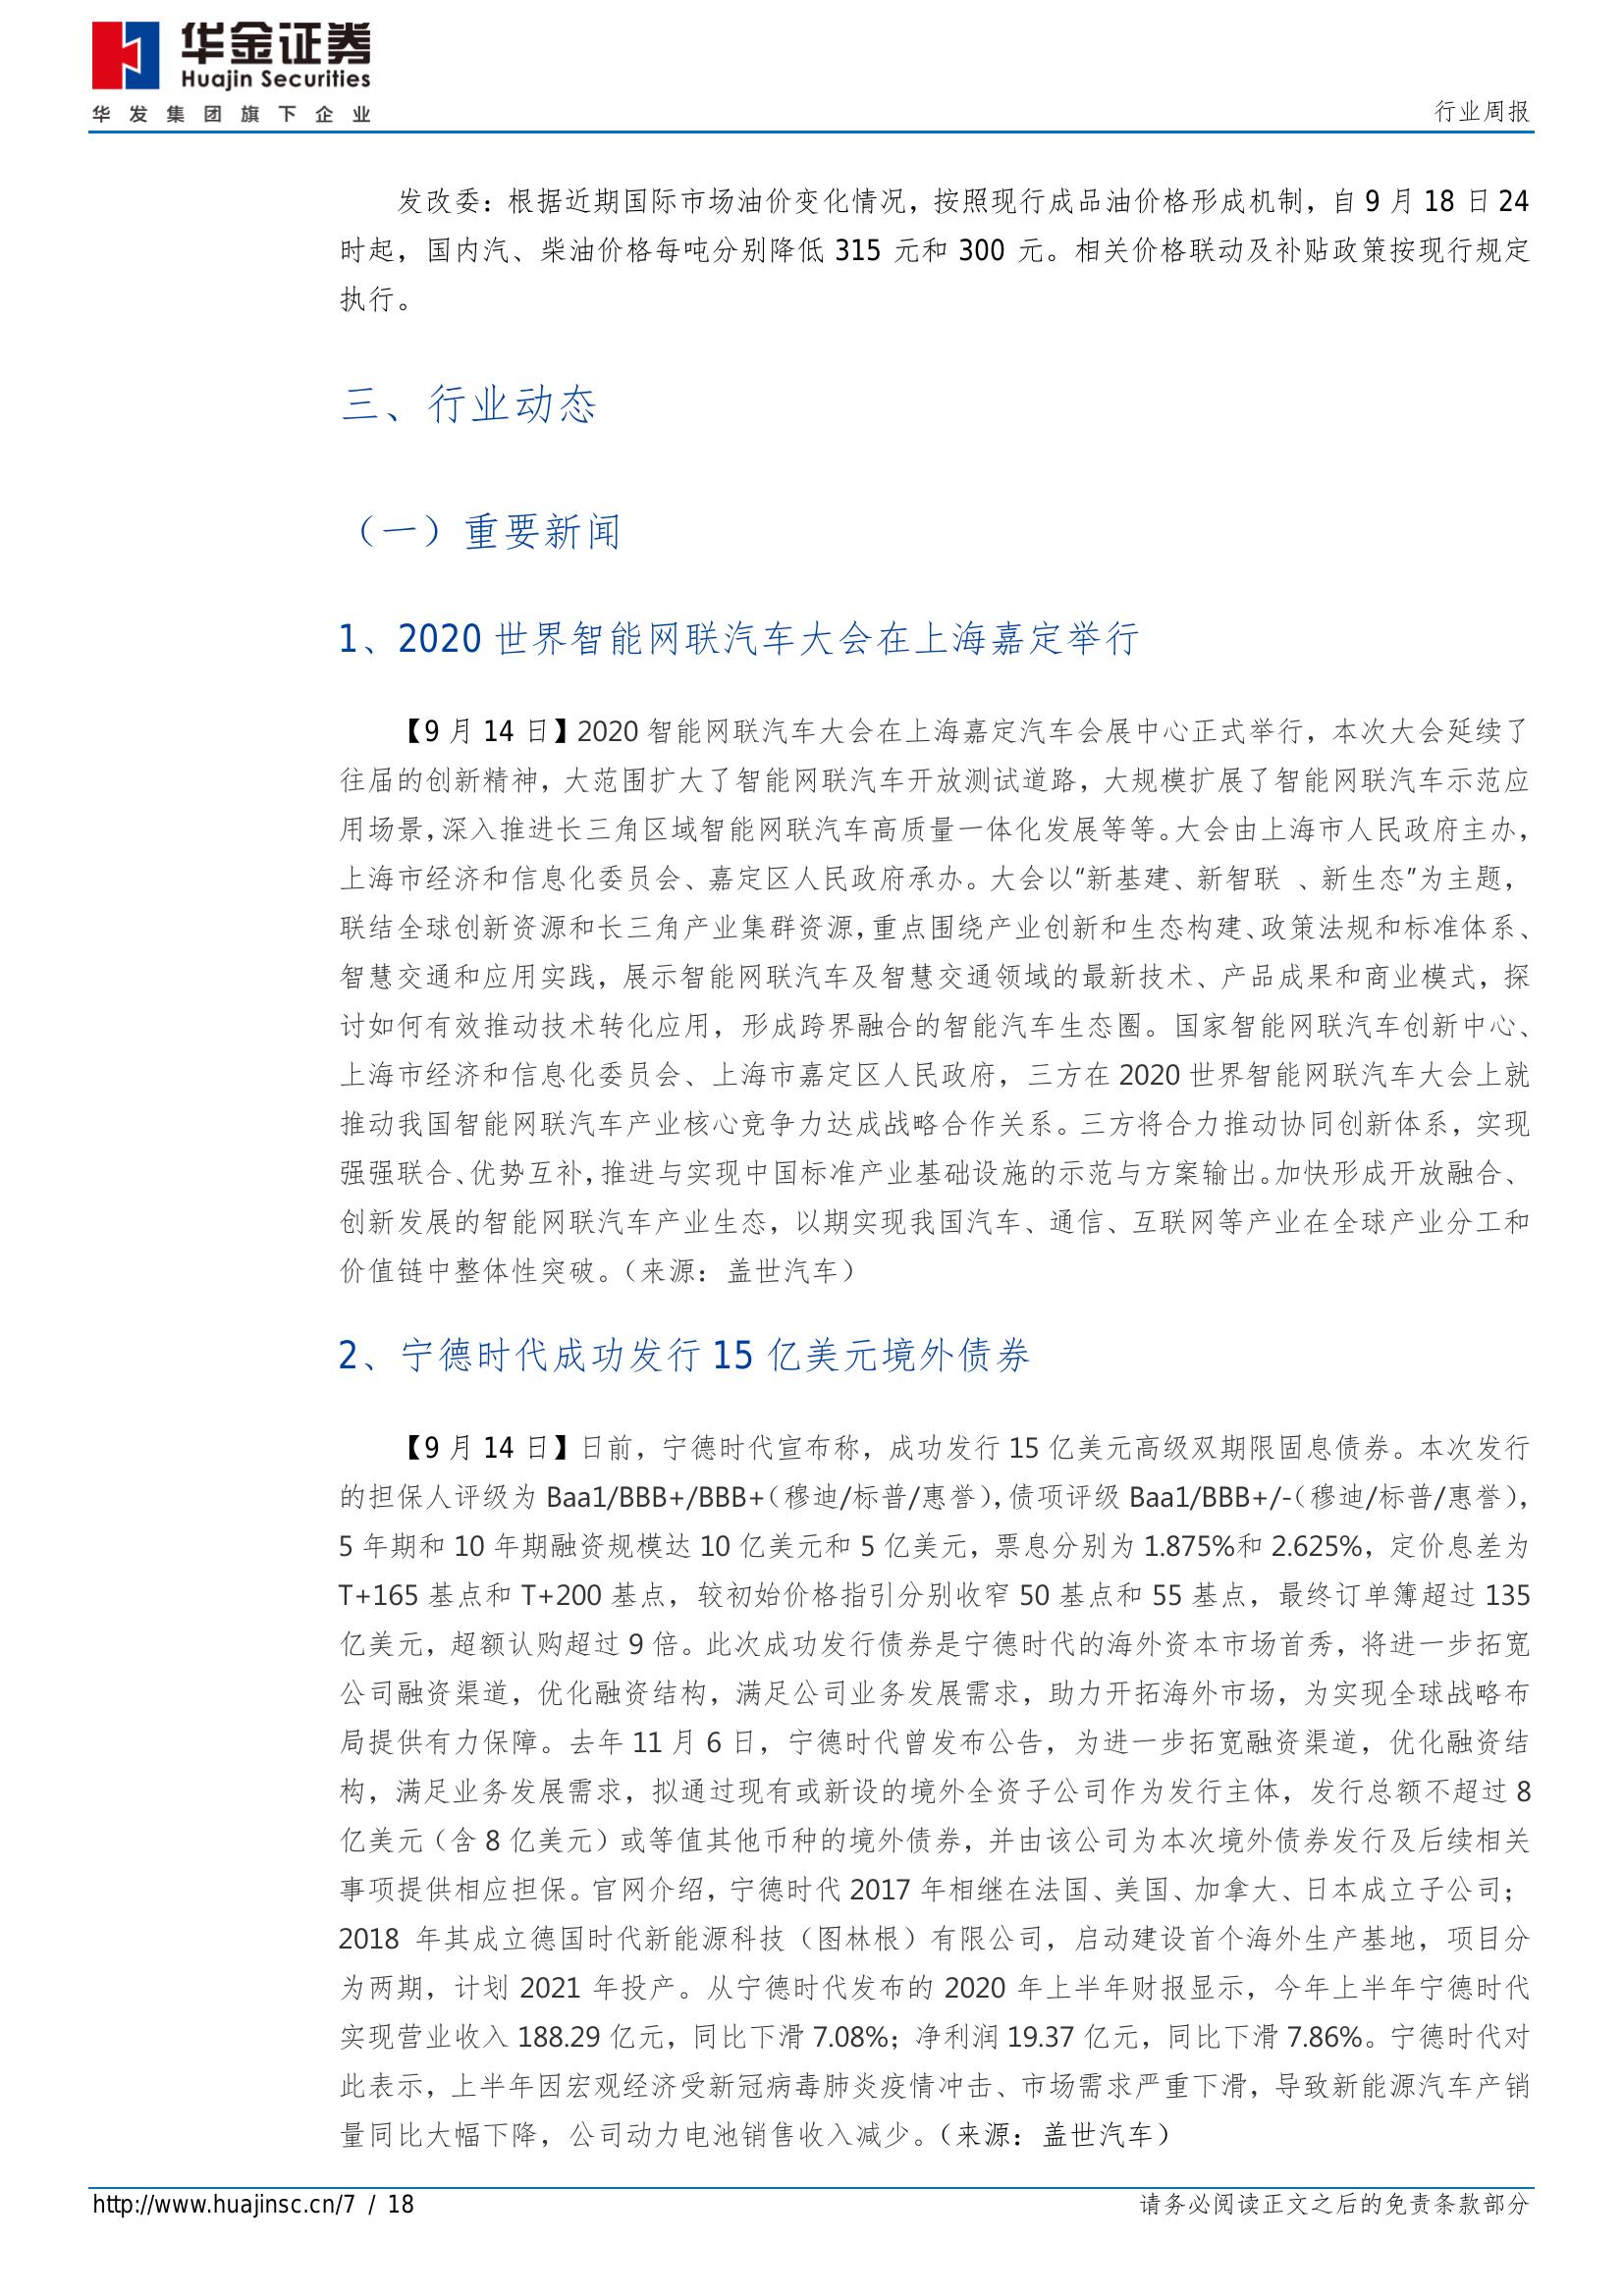 华金证券
Huajin Securities
华发集团旗下企业
行业周报
发改委：根据近期国际市场油价变化情况，按照现行成品油价格形成机制，自 9 月 18 日 24
时起，国内汽、柴油价格每吨分别降低 315 元和 300 元。相关价格联动及补贴政策按现行规定
执行。
三、行业动态
（一）重要新闻
1、2020 世界智能网联汽车大会在上海嘉定举行
【9 月 14 日】2020 智能网联汽车大会在上海嘉定汽车会展中心正式举行，本次大会延续了
往届的创新精神，大范围扩大了智能网联汽车开放测试道路，大规模扩展了智能网联汽车示范应
用场景，深入推进长三角区域智能网联汽车高质量一体化发展等等。大会由上海市人民政府主办，
上海市经济和信息化委员会、嘉定区人民政府承办。大会以“新基建、新智联 、新生态”为主题，
联结全球创新资源和长三角产业集群资源，重点围绕产业创新和生态构建、政策法规和标准体系、
智慧交通和应用实践，展示智能网联汽车及智慧交通领域的最新技术、产品成果和商业模式，探
讨如何有效推动技术转化应用，形成跨界融合的智能汽车生态圈。国家智能网联汽车创新中心、
上海市经济和信息化委员会、上海市嘉定区人民政府，三方在 2020 世界智能网联汽车大会上就
推动我国智能网联汽车产业核心竞争力达成战略合作关系。三方将合力推动协同创新体系，实现
强强联合、优势互补，推进与实现中国标准产业基础设施的示范与方案输出。加快形成开放融合、
创新发展的智能网联汽车产业生态，以期实现我国汽车、通信、互联网等产业在全球产业分工和
价值链中整体性突破。（来源：盖世汽车）
2、宁德时代成功发行 15 亿美元境外债券
【9 月 14 日】日前，宁德时代宣布称，成功发行 15 亿美元高级双期限固息债券。本次发行
的担保人评级为 Baa1/BBB+/BBB+（穆迪/标普/惠誉），债项评级 Baa1/BBB+/-（穆迪/标普/惠誉），
5 年期和 10 年期融资规模达 10 亿美元和 5 亿美元，票息分别为 1.875%和 2.625%，定价息差为
T+165 基点和 T+200 基点，较初始价格指引分别收窄 50 基点和 55 基点，最终订单簿超过 135
亿美元，超额认购超过 9 倍。此次成功发行债券是宁德时代的海外资本市场首秀，将进一步拓宽
公司融资渠道，优化融资结构，满足公司业务发展需求，助力开拓海外市场，为实现全球战略布
局提供有力保障。去年 11 月 6 日，宁德时代曾发布公告，为进一步拓宽融资渠道，优化融资结
构，满足业务发展需求，拟通过现有或新设的境外全资子公司作为发行主体，发行总额不超过 8
亿美元（含 8 亿美元）或等值其他币种的境外债券，并由该公司为本次境外债券发行及后续相关
事项提供相应担保。官网介绍，宁德时代 2017 年相继在法国、美国、加拿大、日本成立子公司；
2018 年其成立德国时代新能源科技（图林根）有限公司，启动建设首个海外生产基地，项目分
为两期，计划 2021 年投产。从宁德时代发布的 2020 年上半年财报显示，今年上半年宁德时代
实现营业收入 188.29 亿元，同比下滑 7.08%；净利润 19.37 亿元，同比下滑 7.86%。宁德时代对
此表示，上半年因宏观经济受新冠病毒肺炎疫情冲击、市场需求严重下滑，导致新能源汽车产销
量同比大幅下降，公司动力电池销售收入减少。（来源：盖世汽车）
http://www.huajinsc.cn/7 / 18
请务必阅读正文之后的免责条款部分